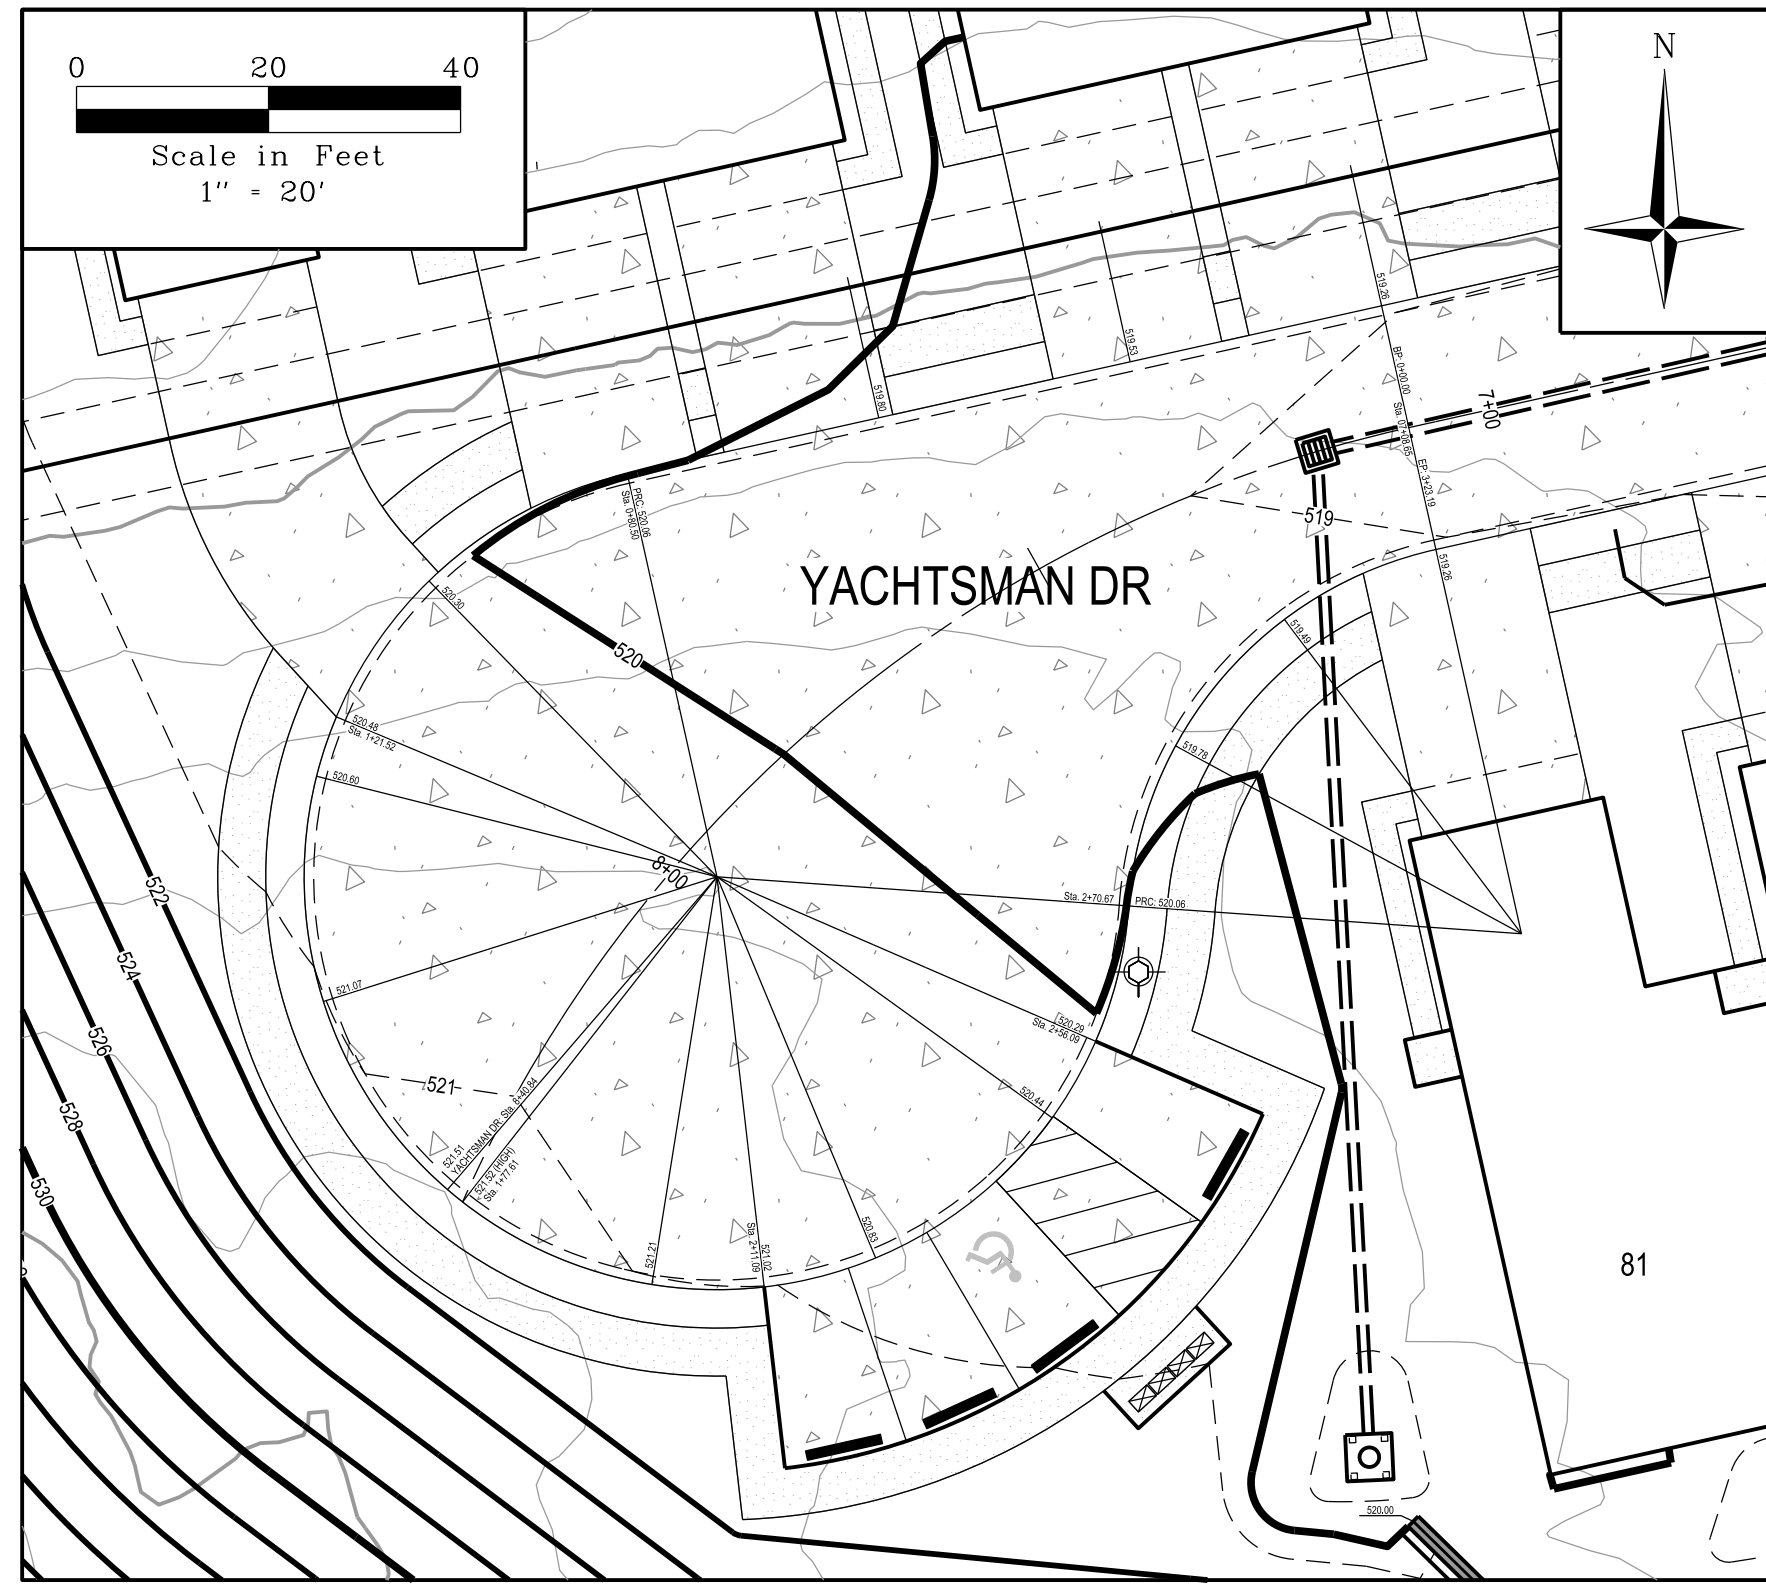 0 20 40
Scale in Feet
1" = 20'
N
519.26
519.53
519.80
BP: 0+00.00
Sta. 07+08.65
7+00
EP: 3+23.19
519
519.26
PRC: 520.06
Sta. 0+80.50
YACHTSMAN DR
520.30
519.49
520
520.48
Sta. 1+21.52
519.78
520.60
8+00
522
Sta. 2+70.67
PRC: 520.06
524
521.07
520.29
Sta. 2+56.09
526
521
520.44
528
521.51
YACHTSMAN DR: Sta. 8+40.84
521.52 (HIGH)
Sta. 1+77.61
530
520.83
521.21
521.02
Sta. 2+11.09
81
520.00